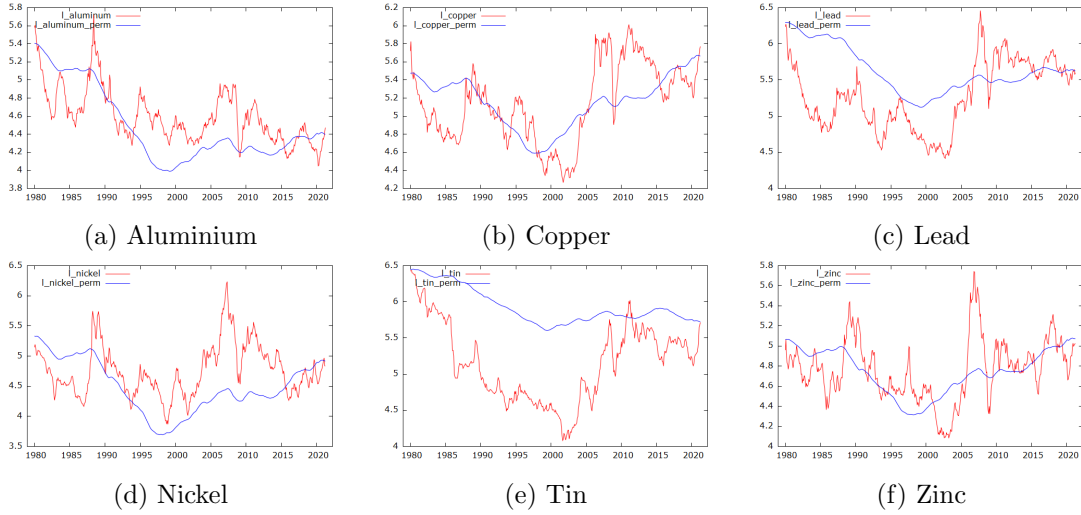 5.8
5.6
5.4
5.2
5
4.8
4.6
4.4
4.2
4
3.8
l_aluminum
l_aluminum_perm
1980 1985 1990 1995 2000 2005 2010 2015 2020
(a) Aluminium
6.2
6
5.8
5.6
5.4
5.2
5
4.8
4.6
4.4
4.2
l_copper
l_copper_perm
1980 1985 1990 1995 2000 2005 2010 2015 2020
(b) Copper
6.5
6
5.5
5
4.5
4
l_lead
l_lead_perm
1980 1985 1990 1995 2000 2005 2010 2015 2020
(c) Lead
6.5
6
5.5
5
4.5
4
3.5
l_nickel
l_nickel_perm
1980 1985 1990 1995 2000 2005 2010 2015 2020
(d) Nickel
6.5
6
5.5
5
4.5
4
l_tin
l_tin_perm
1980 1985 1990 1995 2000 2005 2010 2015 2020
(e) Tin
5.8
5.6
5.4
5.2
5
4.8
4.6
4.4
4.2
4
l_zinc
l_zinc_perm
1980 1985 1990 1995 2000 2005 2010 2015 2020
(f) Zinc